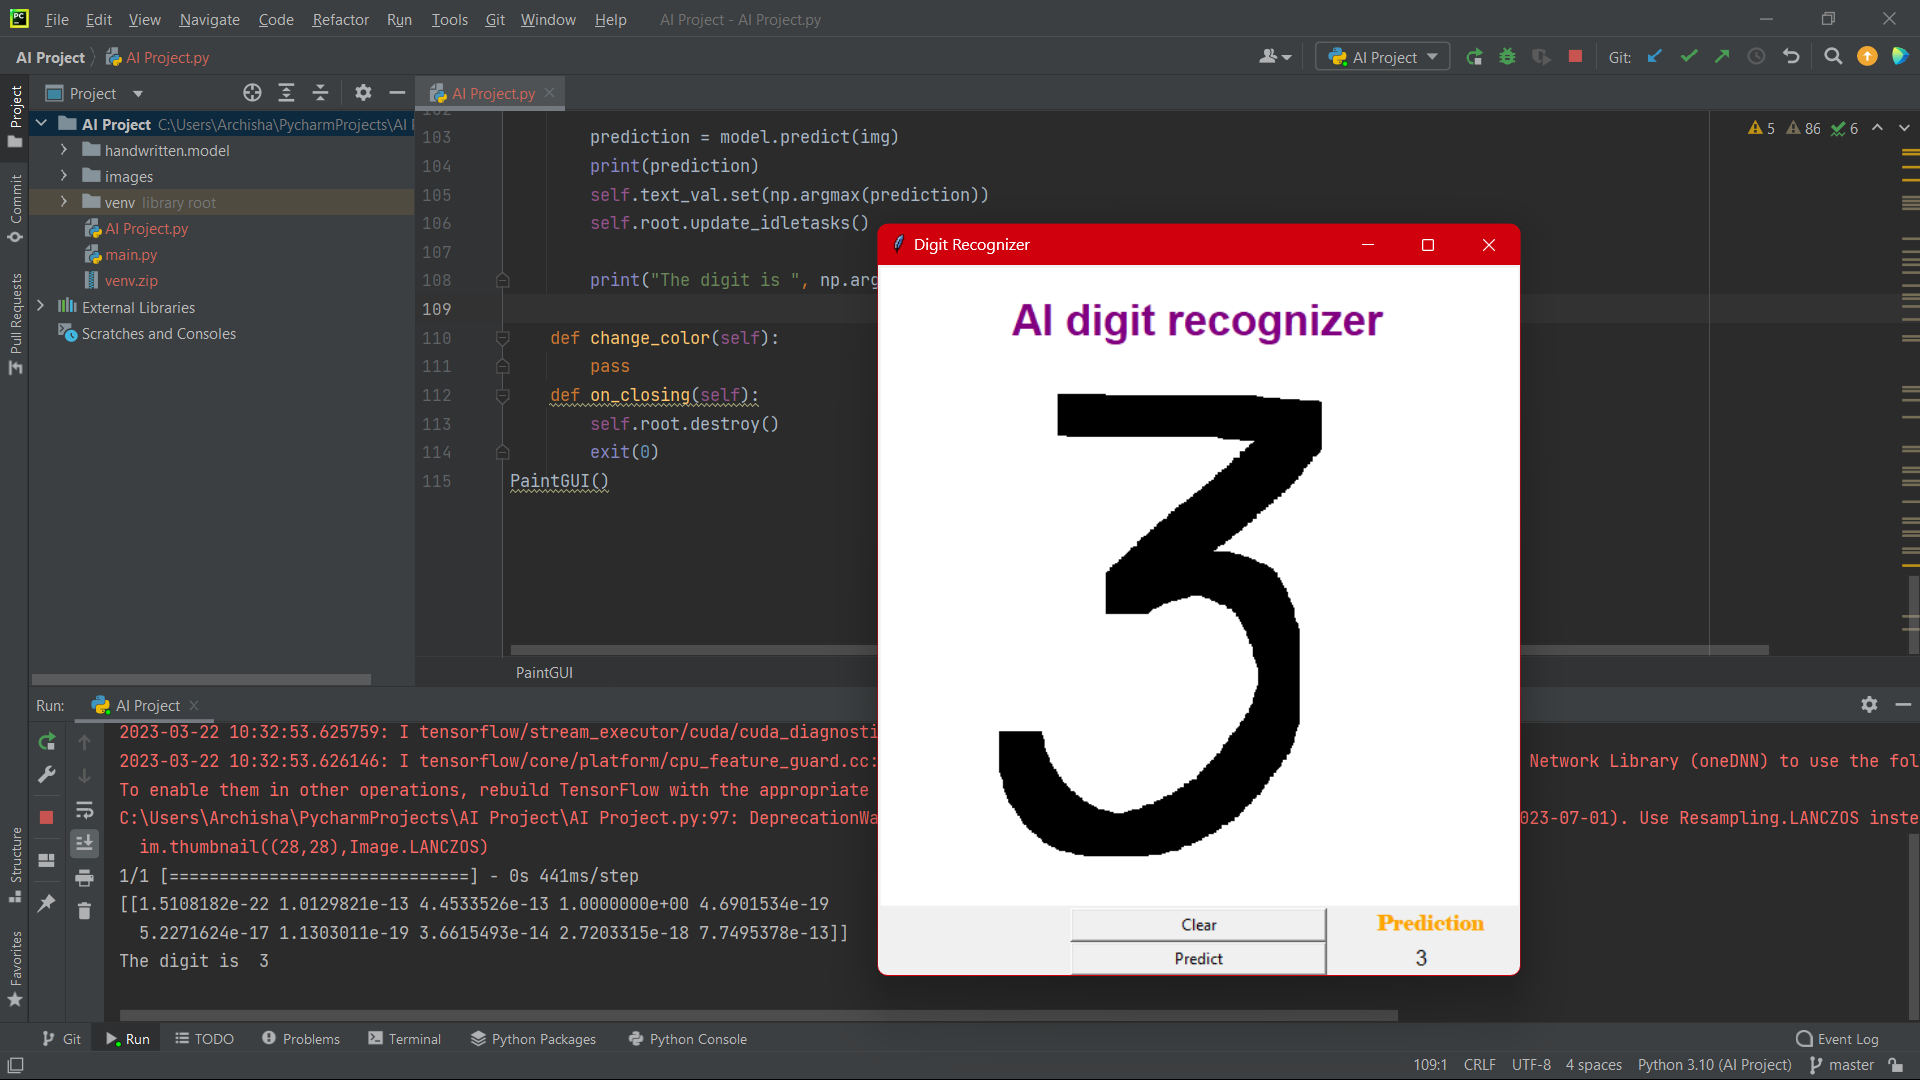 PC File Edit View Navigate Code Refactor Run Tools Git Window Help AI Project - AI Project.py
AI Project AI Project.py AI Project Git:
Project AI Project.py
AI Project C:\Users\Archisha\PycharmProjects\AI
handwritten.model
images
venv library root
AI Project.py
main.py
venv.zip
External Libraries
Scratches and Consoles
Project
Commit
Pull Requests
Structure
Favorites
5 86 6
103 prediction = model.predict(img)
104 print(prediction)
105 self.text_val.set(np.argmax(prediction))
106 self.root.update_idletasks()
107
108 print("The digit is ", np.arg
109
110 def change_color(self):
111 pass
112 def on_closing(self):
113 self.root.destroy()
114 exit(0)
115 PaintGUI()
PaintGUI
Digit Recognizer
AI digit recognizer
3
Clear
Predict
Prediction
3
Run: AI Project
2023-03-22 10:32:53.625759: I tensorflow/stream_executor/cuda/cuda_diagnosti
2023-03-22 10:32:53.626146: I tensorflow/core/platform/cpu_feature_guard.cc: Network Library (oneDNN) to use the fol
To enable them in other operations, rebuild TensorFlow with the appropriate
C:\Users\Archisha\PycharmProjects\AI Project\AI Project.py:97: DeprecationWa 023-07-01). Use Resampling.LANCZOS inste
im.thumbnail((28,28),Image.LANCZOS)
1/1 [==============================] - 0s 441ms/step
[[1.5108182e-22 1.0129821e-13 4.4533526e-13 1.0000000e+00 4.6901534e-19
5.2271624e-17 1.1303011e-19 3.6615493e-14 2.7203315e-18 7.7495378e-13]]
The digit is  3
Git Run TODO Problems Terminal Python Packages Python Console Event Log
109:1 CRLF UTF-8 4 spaces Python 3.10 (AI Project) master